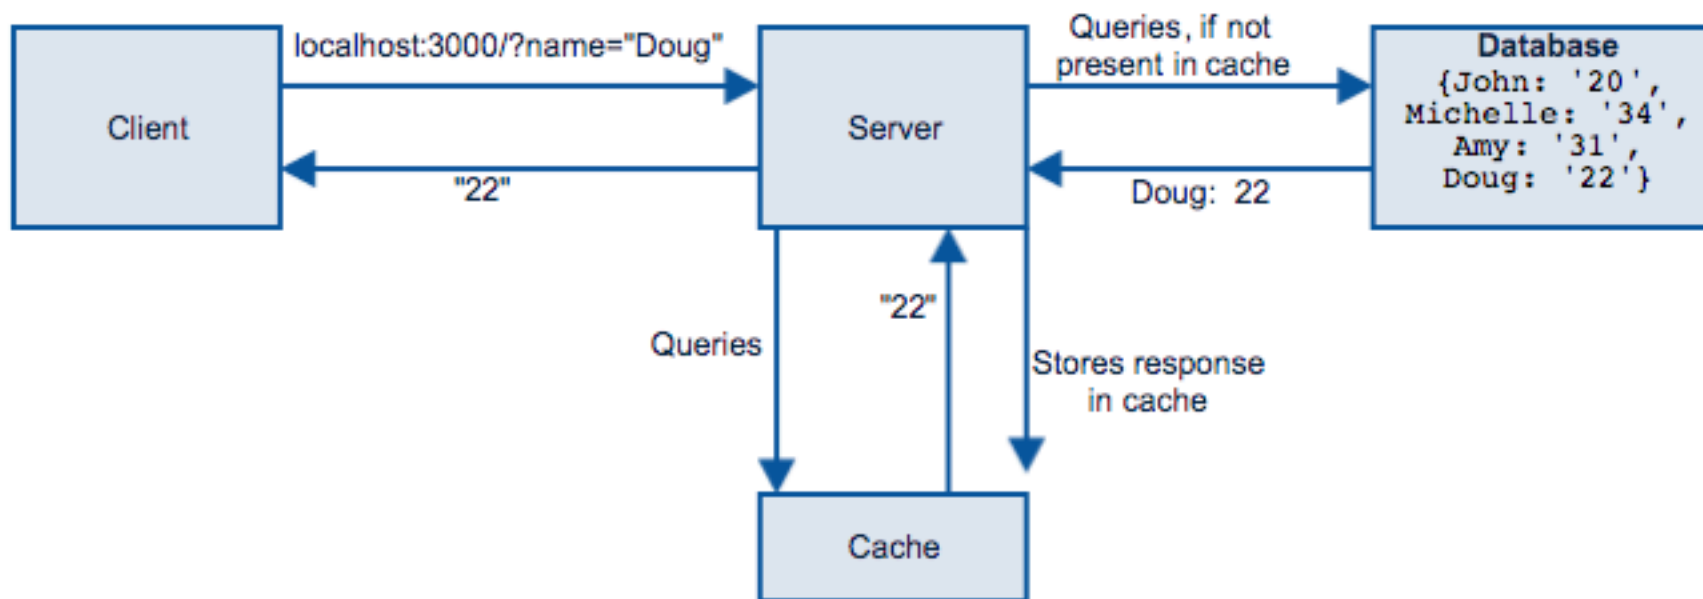 Client
localhost:3000/?name="Doug"
"22"
Server
Queries, if not
present in cache
Doug: 22
Database
{John: '20',
Michelle: '34',
Amy: '31',
Doug: '22'}
Queries
"22"
Stores response
in cache
Cache